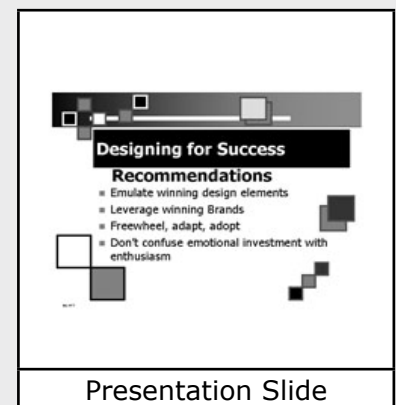 Designing for Success
Recommendations
Emulate winning design elements
Leverage winning Brands
Freewheel, adapt, adopt
Don't confuse emotional investment with
enthusiasm
Presentation Slide